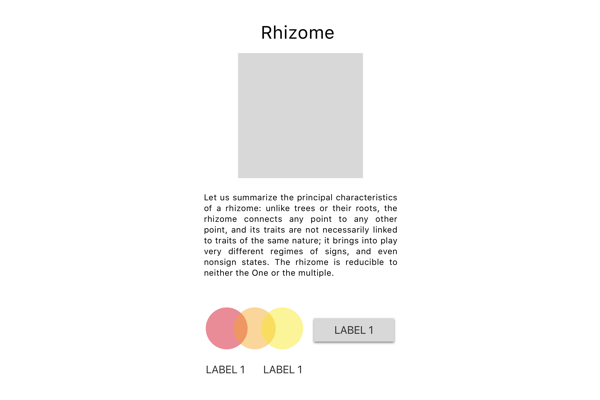 Rhizome
Let us summarize the principal characteristics
of a rhizome: unlike trees or their roots, the
rhizome connects any point to any other
point, and its traits are not necessarily linked
to traits of the same nature; it brings into play
very different regimes of signs, and even
nonsign states. The rhizome is reducible to
neither the One or the multiple.
LABEL 1
LABEL 1 LABEL 1